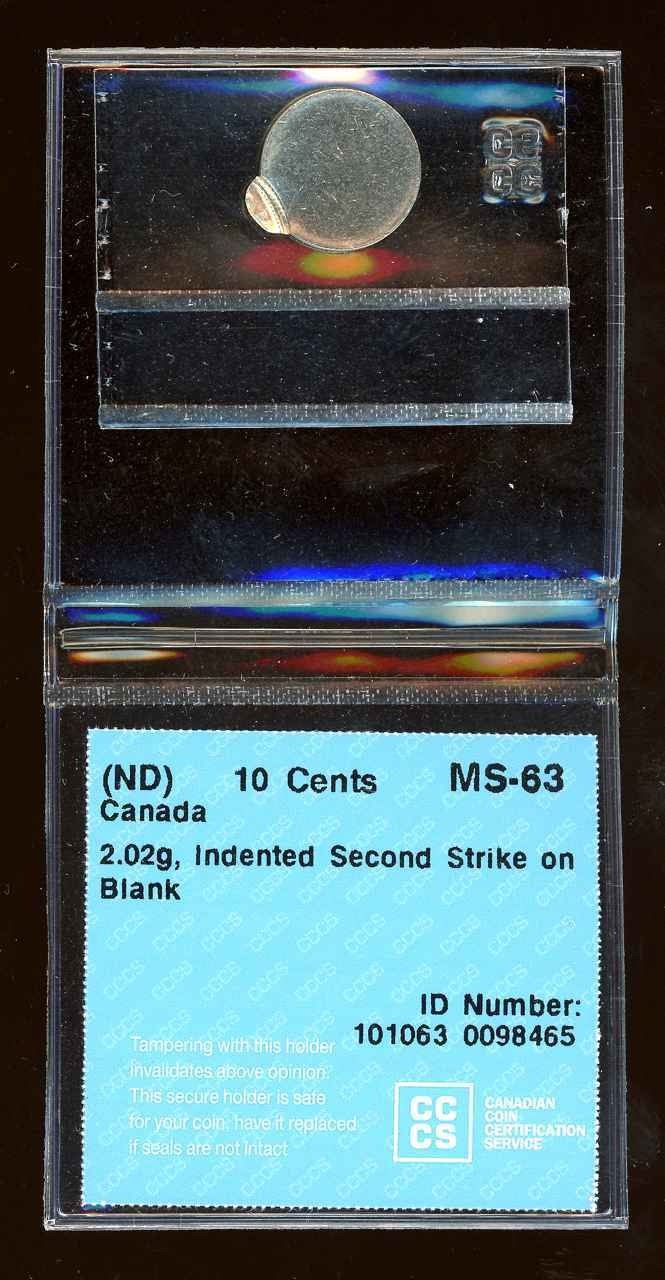 (ND) 10 Cents MS-63
Canada
2.02g, Indented Second Strike on
Blank
ID Number:
101063 0098465
Tampering with this holder
invalidates above opinion.
This secure holder is safe
for your coin, have it replaced
if seals are not intact
CC
CS
CANADIAN
COIN
CERTIFICATION
SERVICE